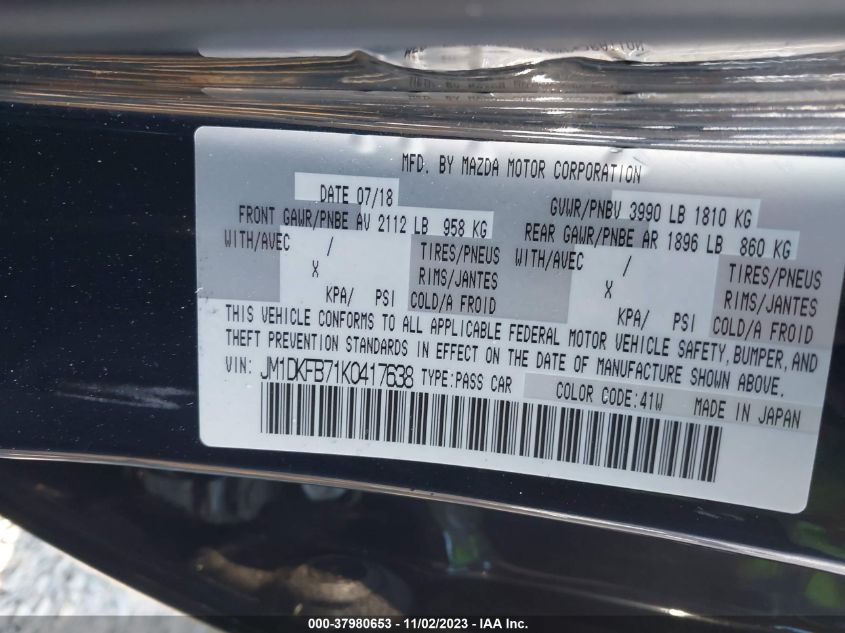 MFD. BY MAZDA MOTOR CORPORATION
DATE 07/18 GVWR/PNBV 3990 LB 1810 KG
FRONT GAWR/PNBE AV 2112 LB 958 KG REAR GAWR/PNBE AR 1896 LB 860 KG
WITH/AVEC / TIRES/PNEUS WITH/AVEC / TIRES/PNEUS
X RIMS/JANTES X RIMS/JANTES
KPA/ PSI COLD/A FROID KPA/ PSI COLD/A FROID
THIS VEHICLE CONFORMS TO ALL APPLICABLE FEDERAL MOTOR VEHICLE SAFETY, BUMPER, AND
THEFT PREVENTION STANDARDS IN EFFECT ON THE DATE OF MANUFACTURE SHOWN ABOVE.
VIN: JM1DKFB71K0417638 TYPE:PASS CAR COLOR CODE:41W MADE IN JAPAN
000-37980653 - 11/02/2023 - IAA Inc.